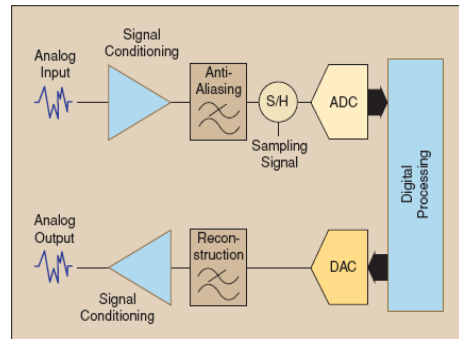 Signal
Conditioning
Analog
Input
Anti-
Aliasing
S/H
ADC
Sampling
Signal
Digital
Processing
Analog
Output
Recon-
struction
DAC
Signal
Conditioning